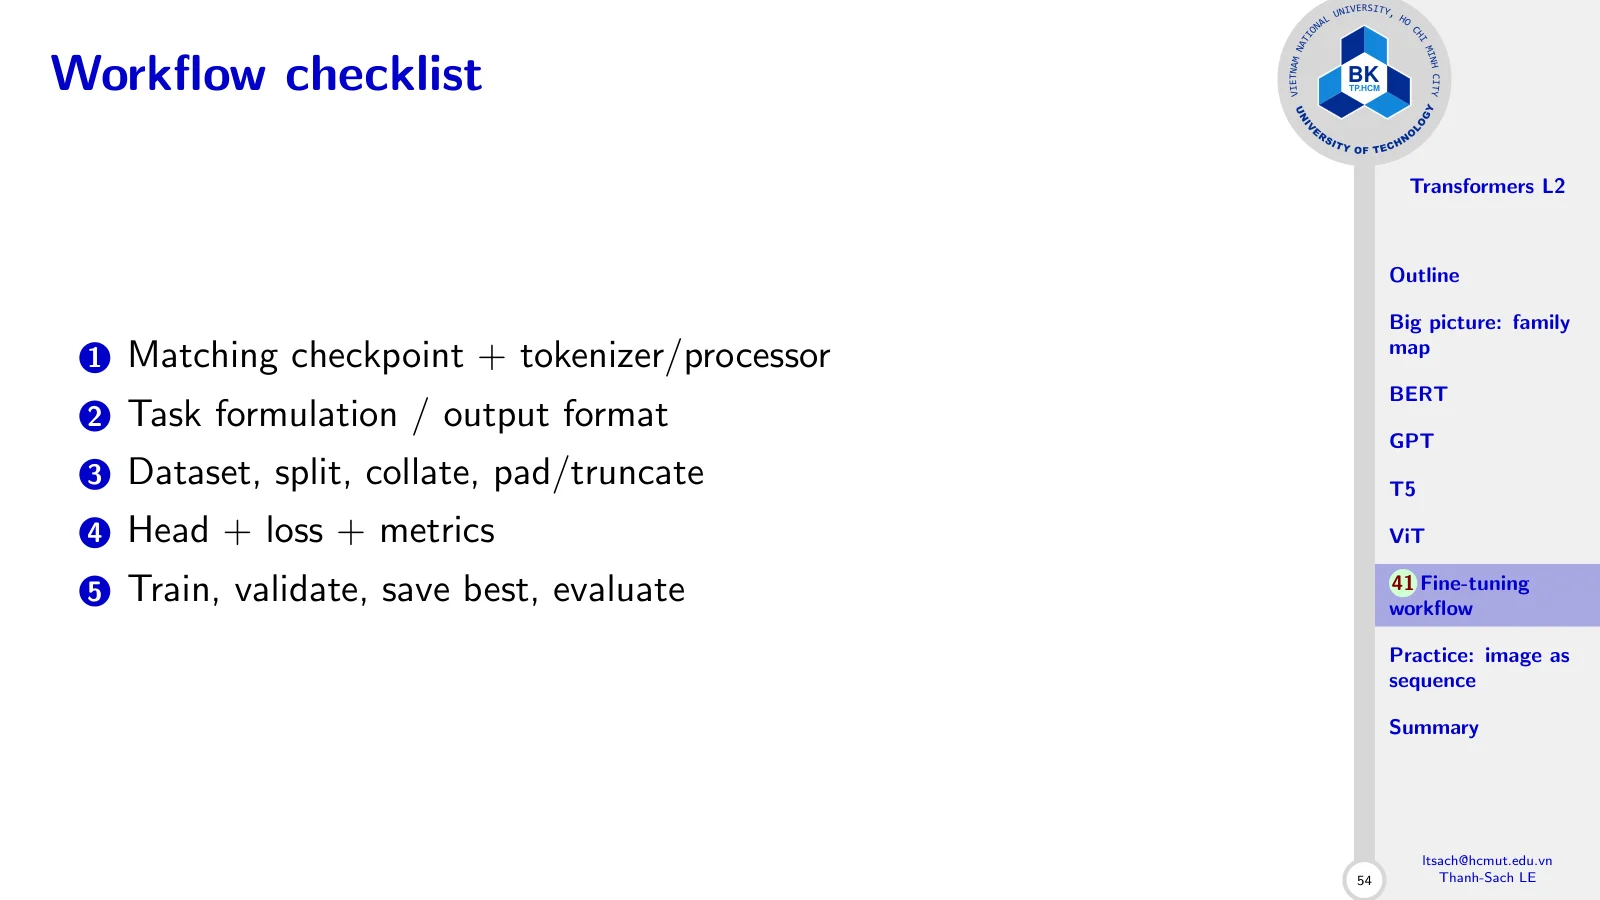 Workflow checklist
1 Matching checkpoint + tokenizer/processor
2 Task formulation / output format
3 Dataset, split, collate, pad/truncate
4 Head + loss + metrics
5 Train, validate, save best, evaluate
VIETNAM NATIONAL UNIVERSITY, HO CHI MINH CITY
BK
TP.HCM
UNIVERSITY OF TECHNOLOGY
Transformers L2
Outline
Big picture: family
map
BERT
GPT
T5
ViT
41 Fine-tuning
workflow
Practice: image as
sequence
Summary
ltsach@hcmut.edu.vn
Thanh-Sach LE
54